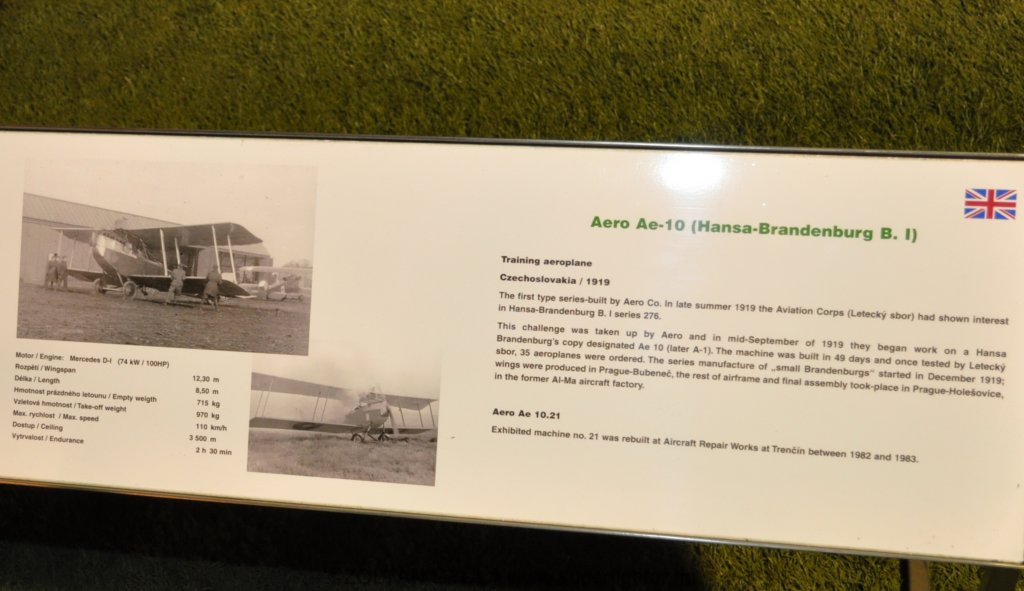 Aero Ae-10 (Hansa-Brandenburg B. I)
Training aeroplane
Czechoslovakia / 1919
The first type series-built by Aero Co. In late summer 1919 the Aviation Corps (Letecký sbor) had shown interest
in Hansa-Brandenburg B. I series 276.
This challenge was taken up by Aero and in mid-September of 1919 they began work on a Hansa
Brandenburg's copy designated Ae 10 (later A-1). The machine was built in 49 days and once tested by Letecký
sbor, 35 aeroplanes were ordered. The series manufacture of „small Brandenburgs“ started in December 1919;
wings were produced in Prague-Bubeneč, the rest of airframe and final assembly took-place in Prague-Holešovice,
in the former Al-Ma aircraft factory.
Aero Ae 10.21
Exhibited machine no. 21 was rebuilt at Aircraft Repair Works at Trenčín between 1982 and 1983.
Motor / Engine: Mercedes D-I (74 kW / 100HP)
Rozpětí / Wingspan 12,30 m
Délka / Length 8,50 m
Hmotnost prázdného letounu / Empty weigth 715 kg
Vzletová hmotnost / Take-off weight 970 kg
Max. rychlost / Max. speed 110 km/h
Dostup / Ceiling 3 500 m
Vytrvalost / Endurance 2 h 30 min